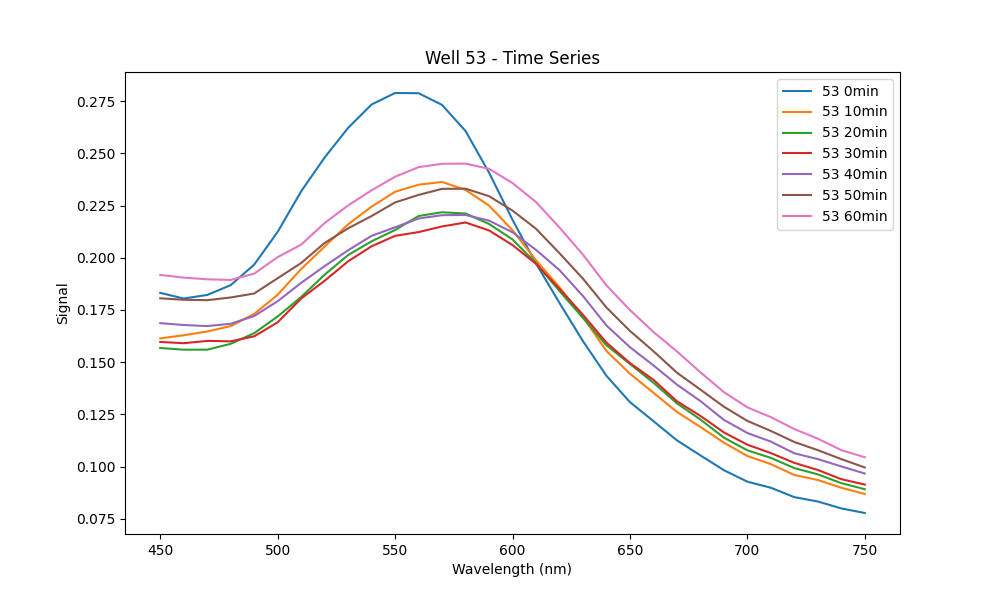 Well 53 - Time Series
Signal
0.275
0.250
0.225
0.200
0.175
0.150
0.125
0.100
0.075
53 0min
53 10min
53 20min
53 30min
53 40min
53 50min
53 60min
450 500 550 600 650 700 750
Wavelength (nm)